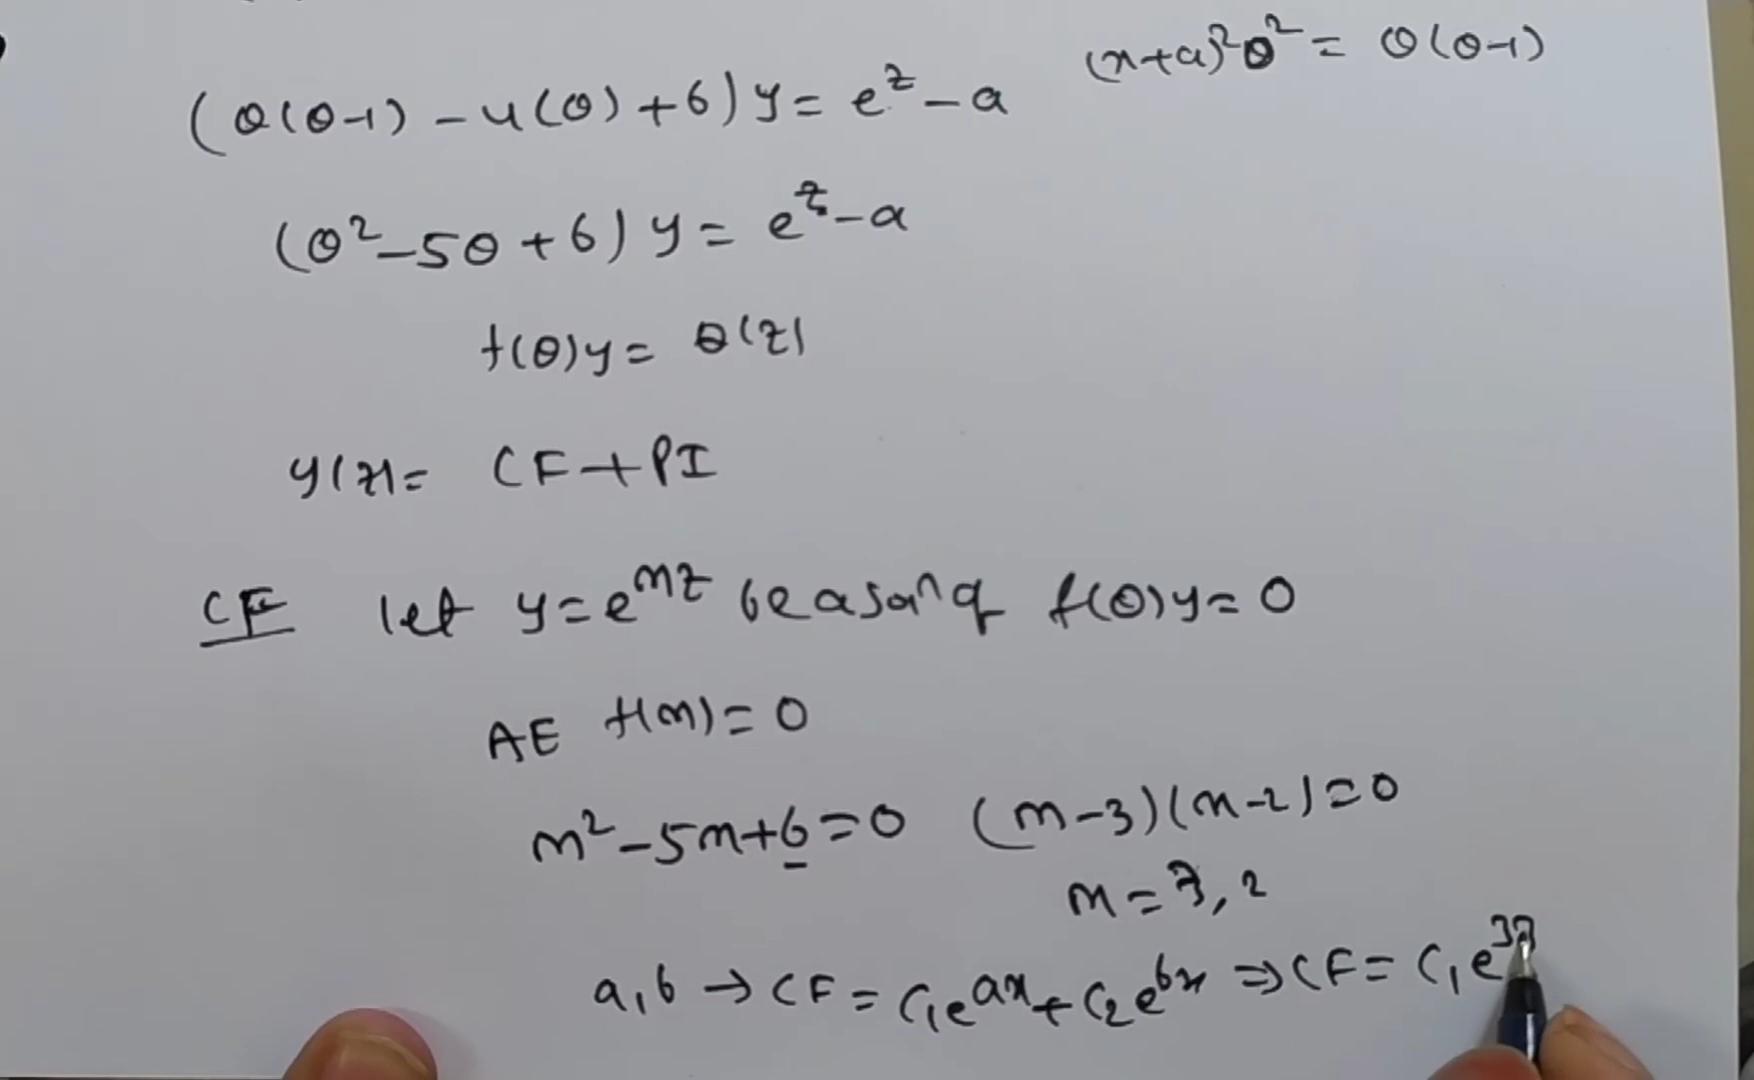 (x+a)²θ² = θ(θ-1)
(θ(θ-1) - 4(θ) + 6) y = e^z - a
(θ² - 5θ + 6) y = e^z - a
f(θ)y = Q(z)
y(z) = CF + PI
CF let y = e^mz be a soln of f(θ)y = 0
AE f(m) = 0
m² - 5m + 6 = 0 (m-3)(m-2) = 0
m = 3, 2
a, b → CF = C₁e^ax + C₂e^bx ⇒ CF = C₁e^3z